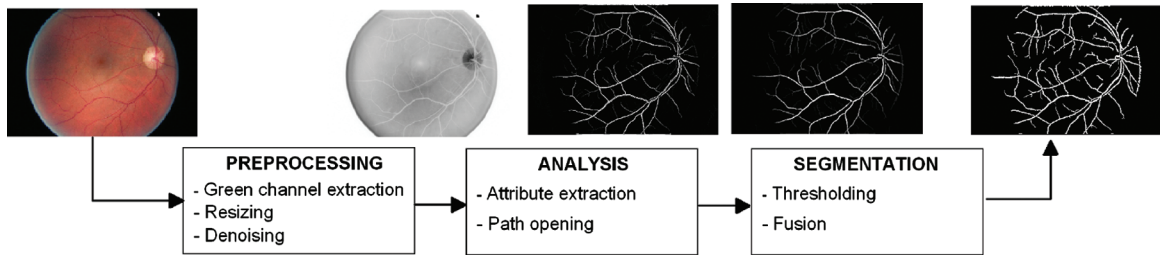 PREPROCESSING
- Green channel extraction
- Resizing
- Denoising
ANALYSIS
- Attribute extraction
- Path opening
SEGMENTATION
- Thresholding
- Fusion